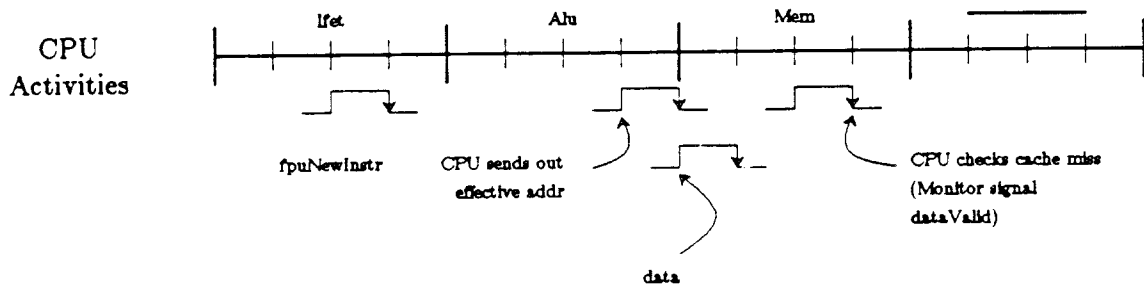 Ifet Alu Mem
CPU
Activities
fpuNewInstr
CPU sends out
effective addr
CPU checks cache miss
(Monitor signal
dataValid)
data